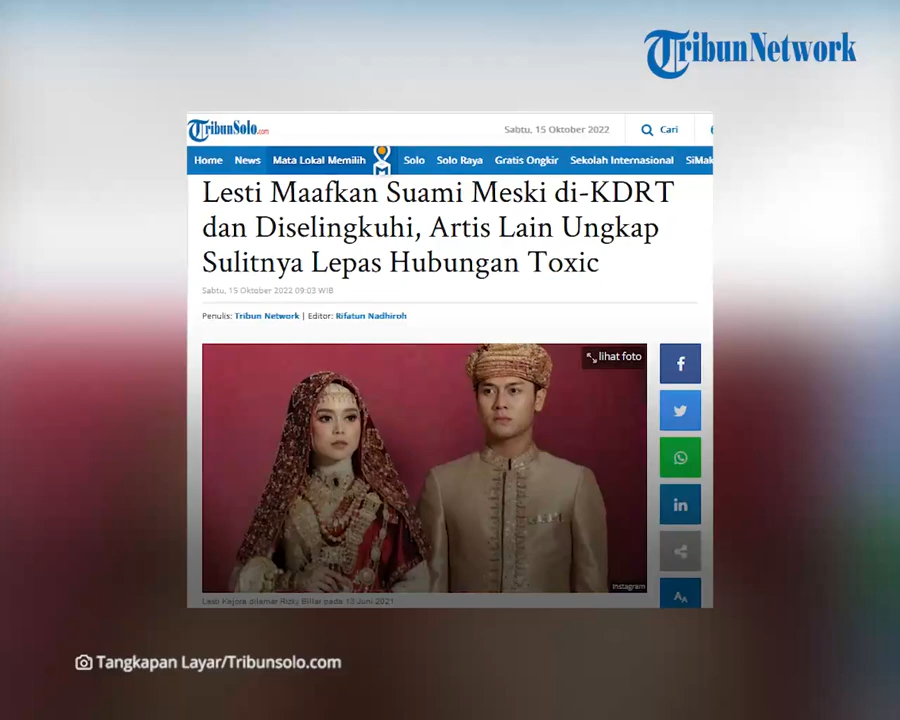 TribunNetwork
TribunSolo.com
Sabtu, 15 Oktober 2022
Cari
Home News Mata Lokal Memilih Solo Solo Raya Gratis Ongkir Sekolah Internasional SiMak
Lesti Maafkan Suami Meski di-KDRT
dan Diselingkuhi, Artis Lain Ungkap
Sulitnya Lepas Hubungan Toxic
Sabtu, 15 Oktober 2022 09:03 WIB
Penulis: Tribun Network | Editor: Rifatun Nadhiroh
lihat foto
Instagram
Lesti Kejora dilamar Rizky Billar pada 13 Juni 2021
AA
Tangkapan Layar/Tribunsolo.com